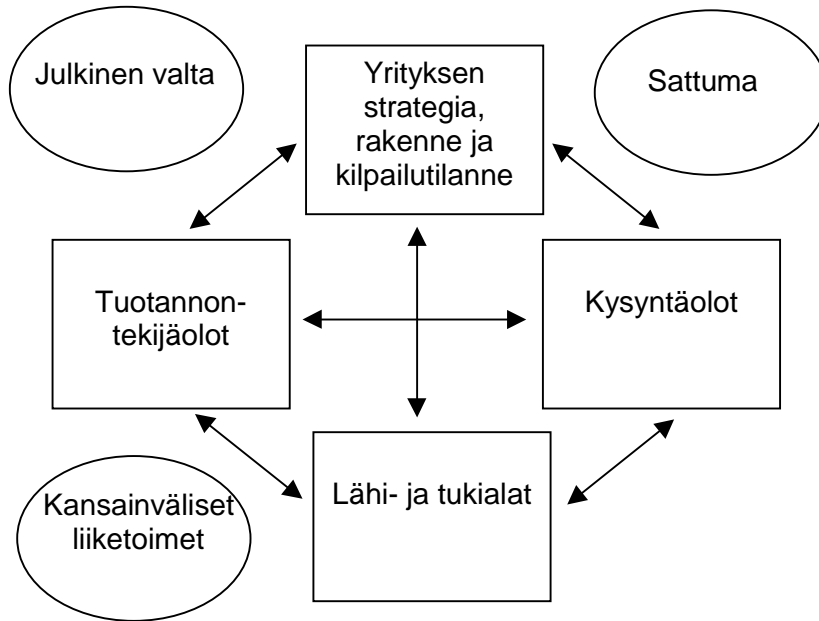 Julkinen valta
Yrityksen
strategia,
rakenne ja
kilpailutilanne
Sattuma
Tuotannon-
tekijäolot
Kysyntäolot
Kansainväliset
liiketoimet
Lähi- ja tukialat